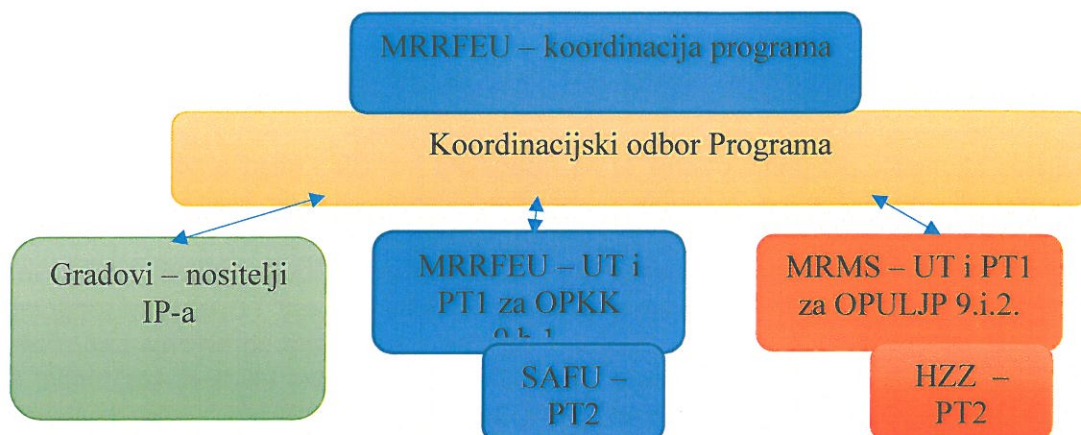 MRRFEU – koordinacija programa
Koordinacijski odbor Programa
Gradovi – nositelji
IP-a
MRRFEU – UT i
PT1 za OPKK
SAFU –
PT2
MRMS – UT i PT1
za OPULJP 9.i.2.
HZZ –
PT2